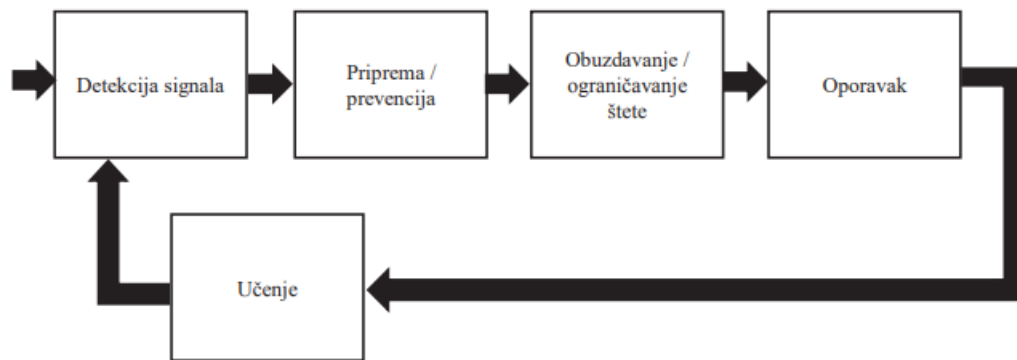 Detekcija signala
Priprema /
prevencija
Obuzdavanje /
ograničavanje
štete
Oporavak
Učenje